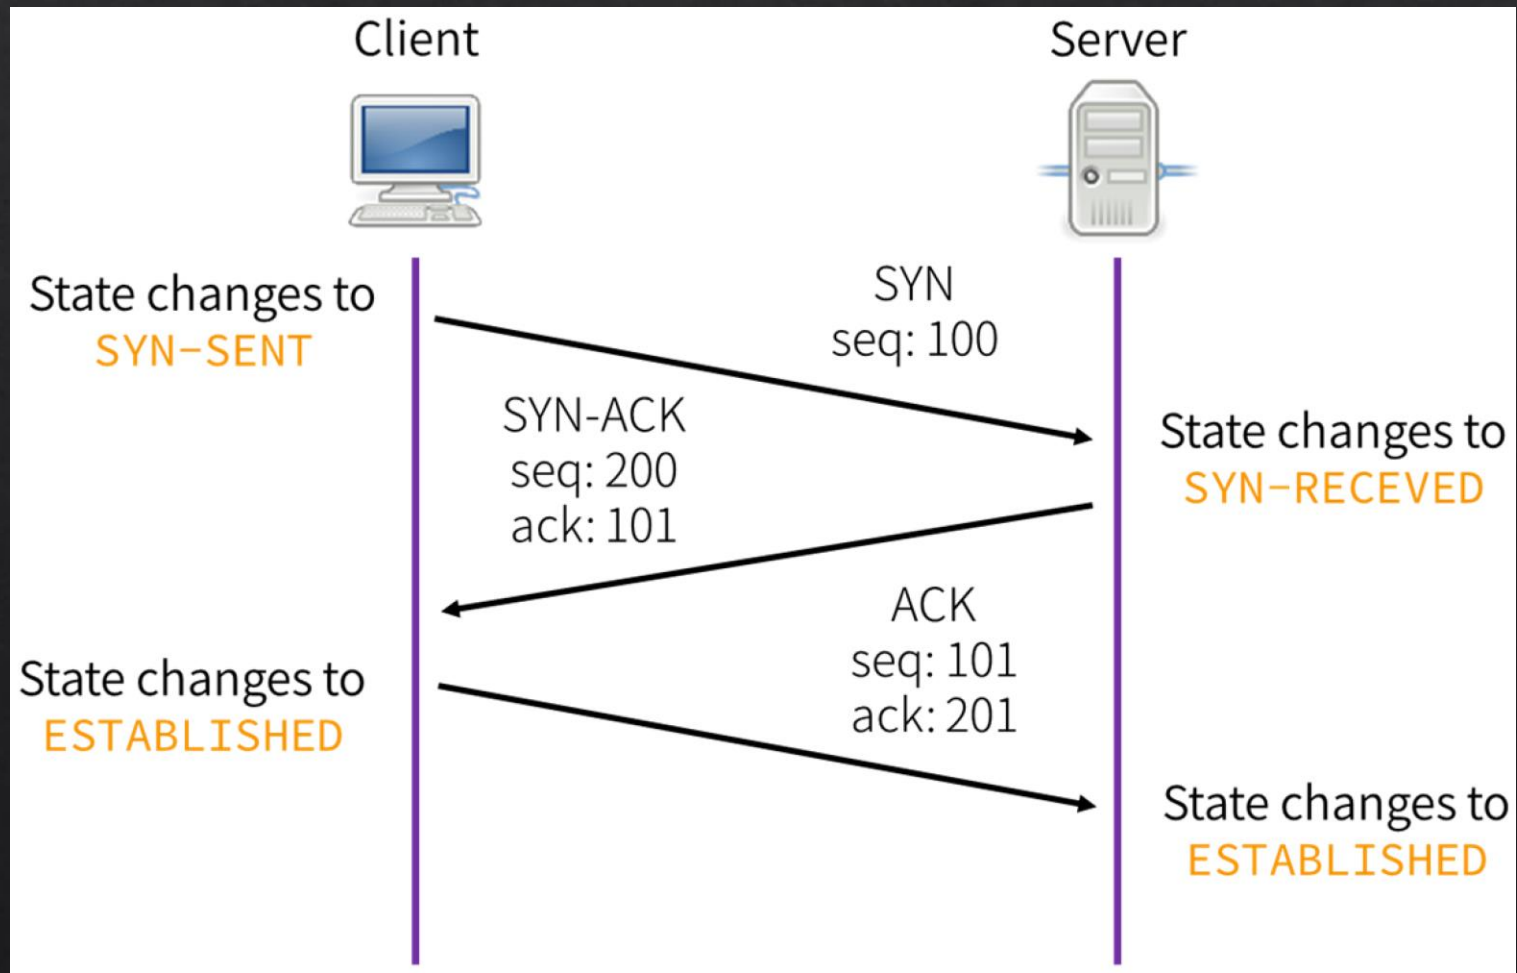 Client
Server
State changes to
SYN-SENT
SYN
seq: 100
SYN-ACK
seq: 200
ack: 101
State changes to
SYN-RECEVED
ACK
seq: 101
ack: 201
State changes to
ESTABLISHED
State changes to
ESTABLISHED